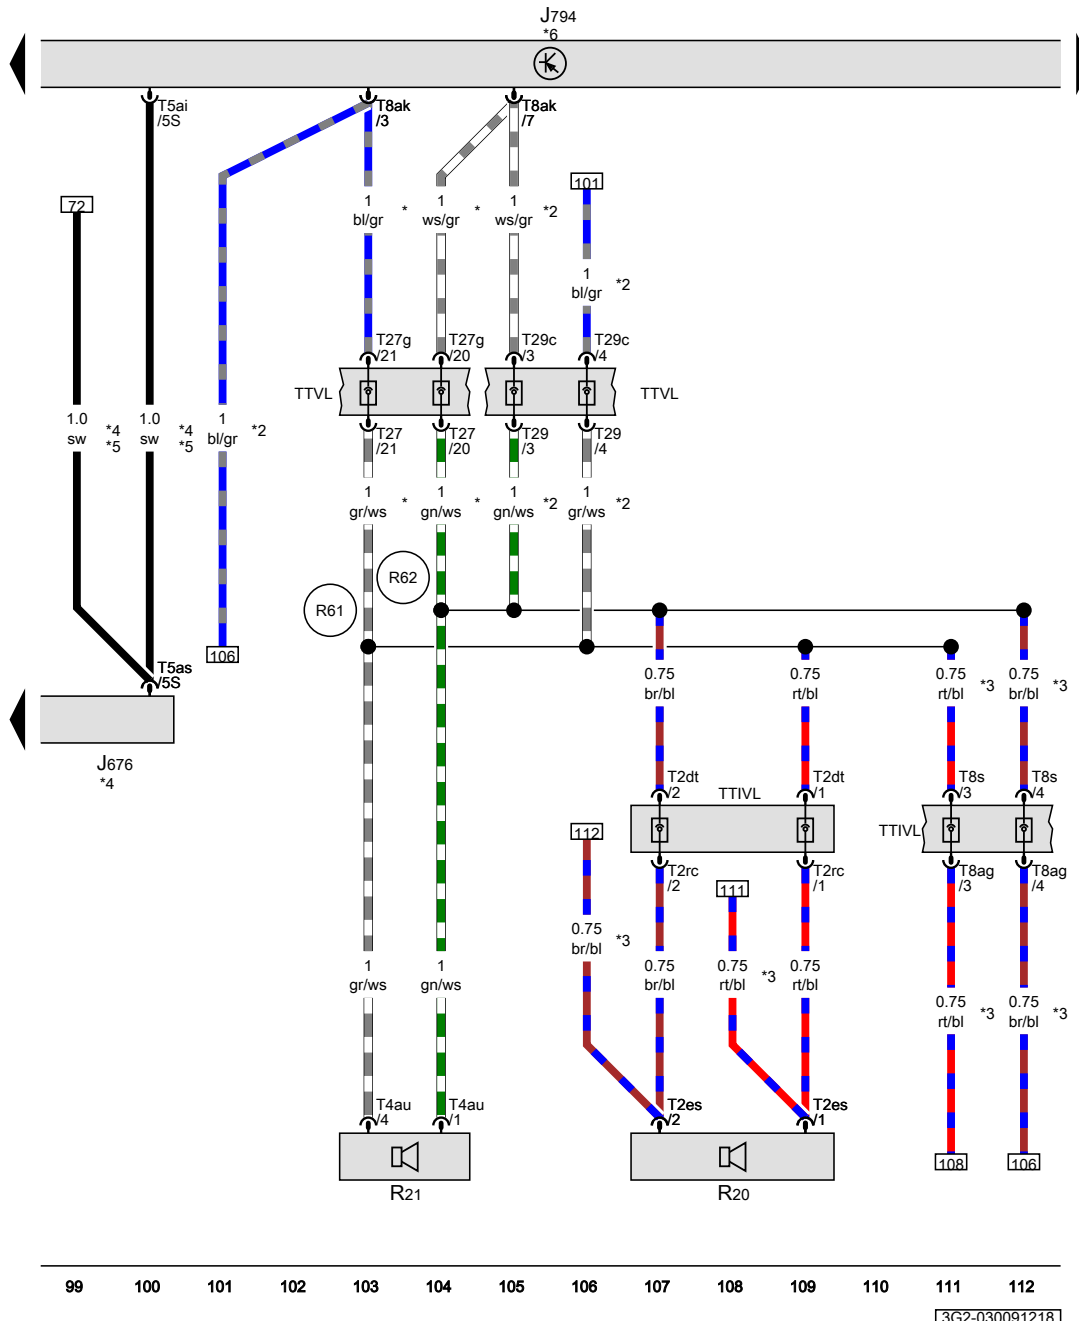 J794
*6
T5ai
/5S
T8ak
/3
T8ak
/7
72
101
1
bl/gr
*
1
ws/gr
*
1
ws/gr
*2
1
bl/gr
*2
T27g
/21
T27g
/20
T29c
/3
T29c
/4
TTVL
TTVL
1.0
sw
*4
*5
1.0
sw
*4
*5
1
bl/gr
*2
T27
/21
T27
/20
T29
/3
T29
/4
1
gr/ws
*
1
gn/ws
*
1
gn/ws
*2
1
gr/ws
*2
R62
R61
106
T5as
/5S
0.75
br/bl
0.75
rt/bl
0.75
rt/bl
*3
0.75
br/bl
*3
J676
*4
T2dt
/2
TTIVL
T2dt
/1
T8s
/3
T8s
/4
112
TTIVL
T2rc
/2
111
T2rc
/1
T8ag
/3
T8ag
/4
0.75
br/bl
*3
1
gr/ws
1
gn/ws
0.75
br/bl
0.75
rt/bl
*3
0.75
rt/bl
0.75
rt/bl
*3
0.75
br/bl
*3
T4au
/4
T4au
/1
T2es
/2
T2es
/1
108
106
R21
R20
99 100 101 102 103 104 105 106 107 108 109 110 111 112
3G2-030091218